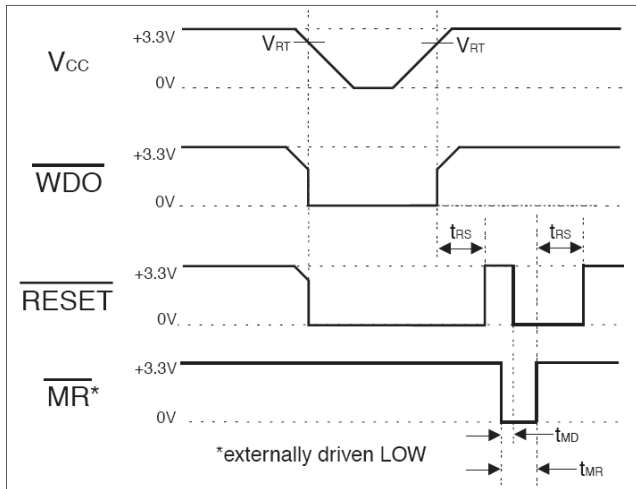 +3.3V
VRT
VRT
VCC
0V
+3.3V
WDO
0V
tRS
tRS
+3.3V
RESET
0V
+3.3V
MR*
0V
tMD
*externally driven LOW
tMR